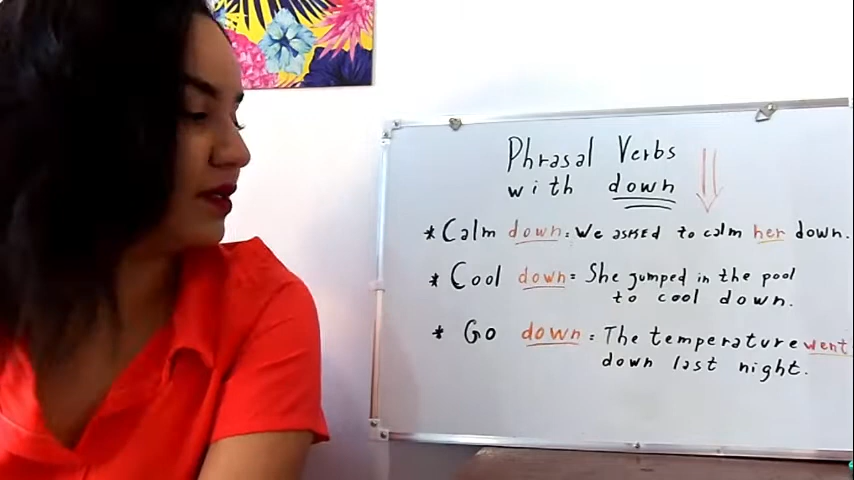 Phrasal Verbs
with down
* Calm down: We asked to calm her down.
* Cool down = She jumped in the pool
to cool down.
* Go down: The temperature went
down last night.